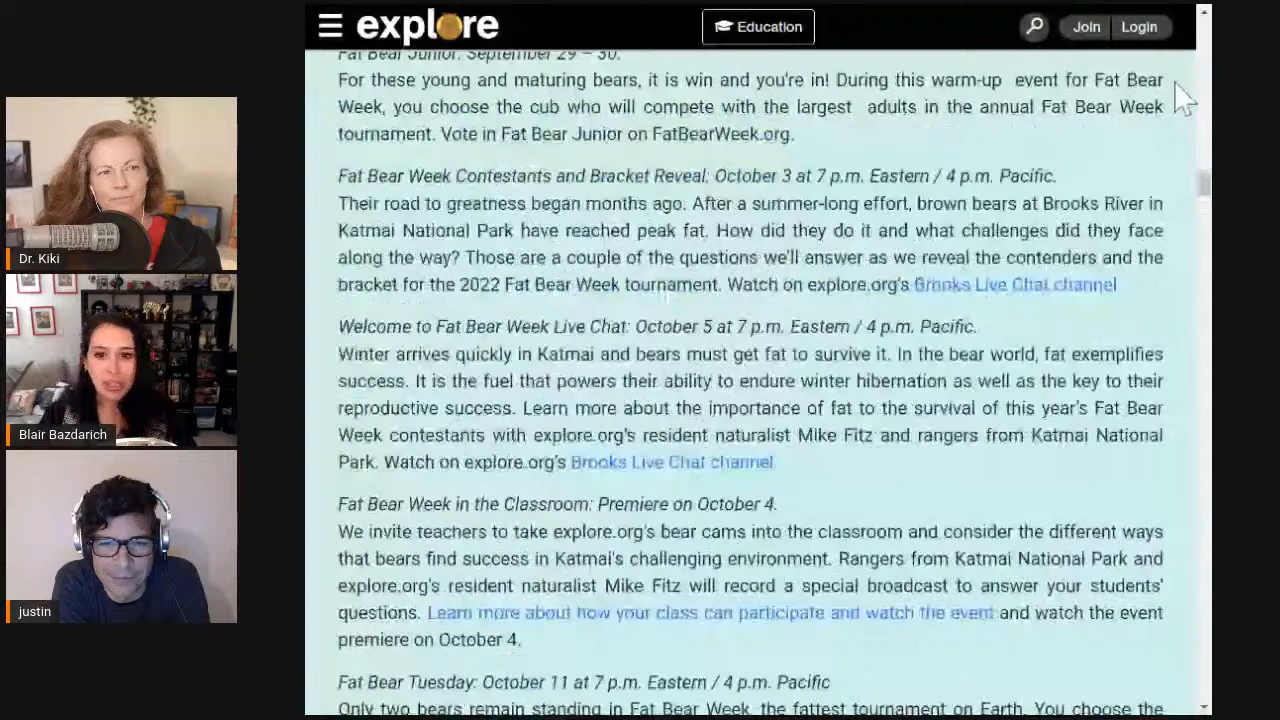 explore
Education
Join
Login
Fat Bear Junior: September 29 – 30.
For these young and maturing bears, it is win and you're in! During this warm-up event for Fat Bear
Week, you choose the cub who will compete with the largest adults in the annual Fat Bear Week
tournament. Vote in Fat Bear Junior on FatBearWeek.org.
Fat Bear Week Contestants and Bracket Reveal: October 3 at 7 p.m. Eastern / 4 p.m. Pacific.
Their road to greatness began months ago. After a summer-long effort, brown bears at Brooks River in
Katmai National Park have reached peak fat. How did they do it and what challenges did they face
along the way? Those are a couple of the questions we'll answer as we reveal the contenders and the
bracket for the 2022 Fat Bear Week tournament. Watch on explore.org's Brooks Live Chat channel
Welcome to Fat Bear Week Live Chat: October 5 at 7 p.m. Eastern / 4 p.m. Pacific.
Winter arrives quickly in Katmai and bears must get fat to survive it. In the bear world, fat exemplifies
success. It is the fuel that powers their ability to endure winter hibernation as well as the key to their
reproductive success. Learn more about the importance of fat to the survival of this year's Fat Bear
Week contestants with explore.org's resident naturalist Mike Fitz and rangers from Katmai National
Park. Watch on explore.org's Brooks Live Chat channel
Fat Bear Week in the Classroom: Premiere on October 4.
We invite teachers to take explore.org's bear cams into the classroom and consider the different ways
that bears find success in Katmai's challenging environment. Rangers from Katmai National Park and
explore.org's resident naturalist Mike Fitz will record a special broadcast to answer your students'
questions. Learn more about how your class can participate and watch the event and watch the event
premiere on October 4.
Fat Bear Tuesday: October 11 at 7 p.m. Eastern / 4 p.m. Pacific
Only two bears remain standing in Fat Bear Week, the fattest tournament on Earth. You choose the
Dr. Kiki
Blair Bazdarich
justin